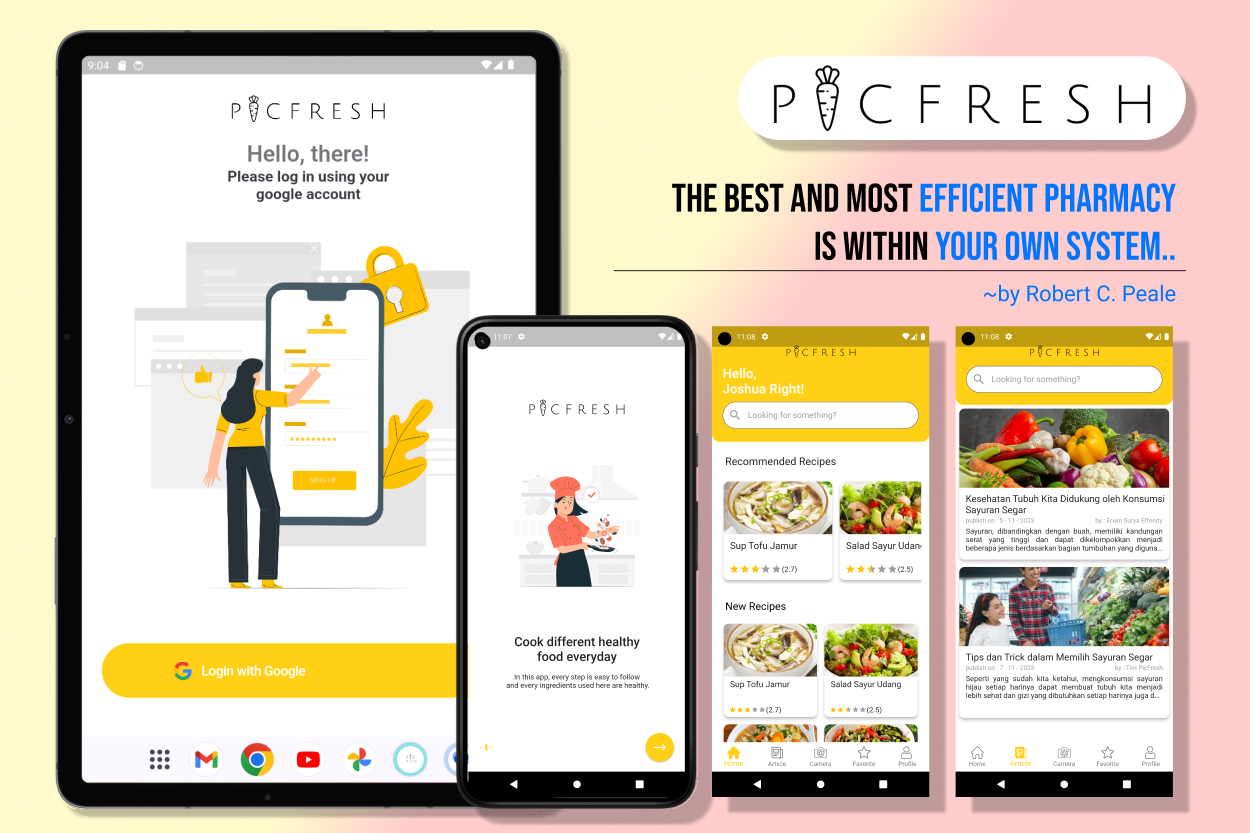 9:04
PICFRESH
Hello, there!
Please log in using your
google account
SIGN UP
Login with Google
PICFRESH
THE BEST AND MOST EFFICIENT PHARMACY
IS WITHIN YOUR OWN SYSTEM..
~by Robert C. Peale
11:07
PICFRESH
Cook different healthy
food everyday
In this app, every step is easy to follow
and every ingredients used here are healthy.
11:08
PICFRESH
Hello,
Joshua Right!
Looking for something?
Recommended Recipes
Sup Tofu Jamur
(2.7)
Salad Sayur Udang
(2.5)
New Recipes
Sup Tofu Jamur
(2.7)
Salad Sayur Udang
(2.5)
Home Article Camera Favorite Profile
11:08
PICFRESH
Looking for something?
Kesehatan Tubuh Kita Didukung oleh Konsumsi
Sayuran Segar
publish on : 5 - 11 - 2023 by : Erwin Surya Effendy
Sayuran, dibandingkan dengan buah, memiliki kandungan
serat yang tinggi dan dapat dikelompokkan menjadi
beberapa jenis berdasarkan bagian tumbuhan yang diguna...
Tips dan Trick dalam Memilih Sayuran Segar
publish on : 7 - 11 - 2023 by : Tim PicFresh
Seperti yang sudah kita ketahui, mengkonsumsi sayuran
hijau setiap harinya dapat membuat tubuh kita menjadi
lebih sehat dan gizi yang dibutuhkan setiap harinya juga d...
Home Article Camera Favorite Profile